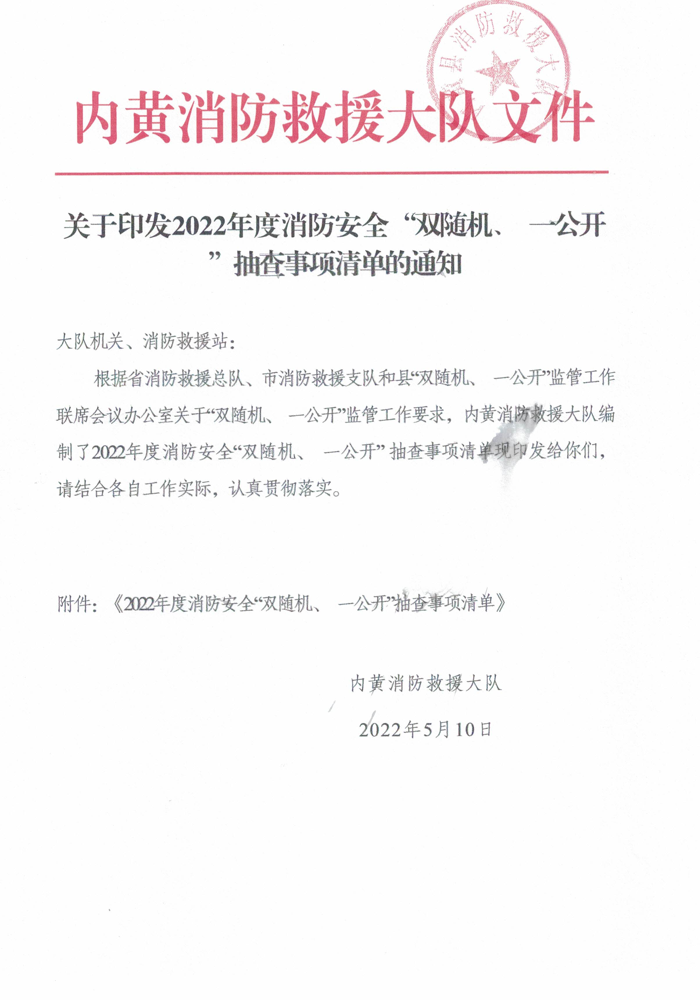 县消防救援大队
内黄消防救援大队文件
关于印发2022年度消防安全“双随机、 一公开
”抽查事项清单的通知
大队机关、消防救援站：
根据省消防救援总队、市消防救援支队和县“双随机、 一公开”监管工作
联席会议办公室关于“双随机、 一公开”监管工作要求，内黄消防救援大队编
制了2022年度消防安全“双随机、 一公开” 抽查事项清单现印发给你们，
请结合各自工作实际，认真贯彻落实。
附件：《2022年度消防安全“双随机、 一公开”抽查事项清单》
内黄消防救援大队
2022年5月10日